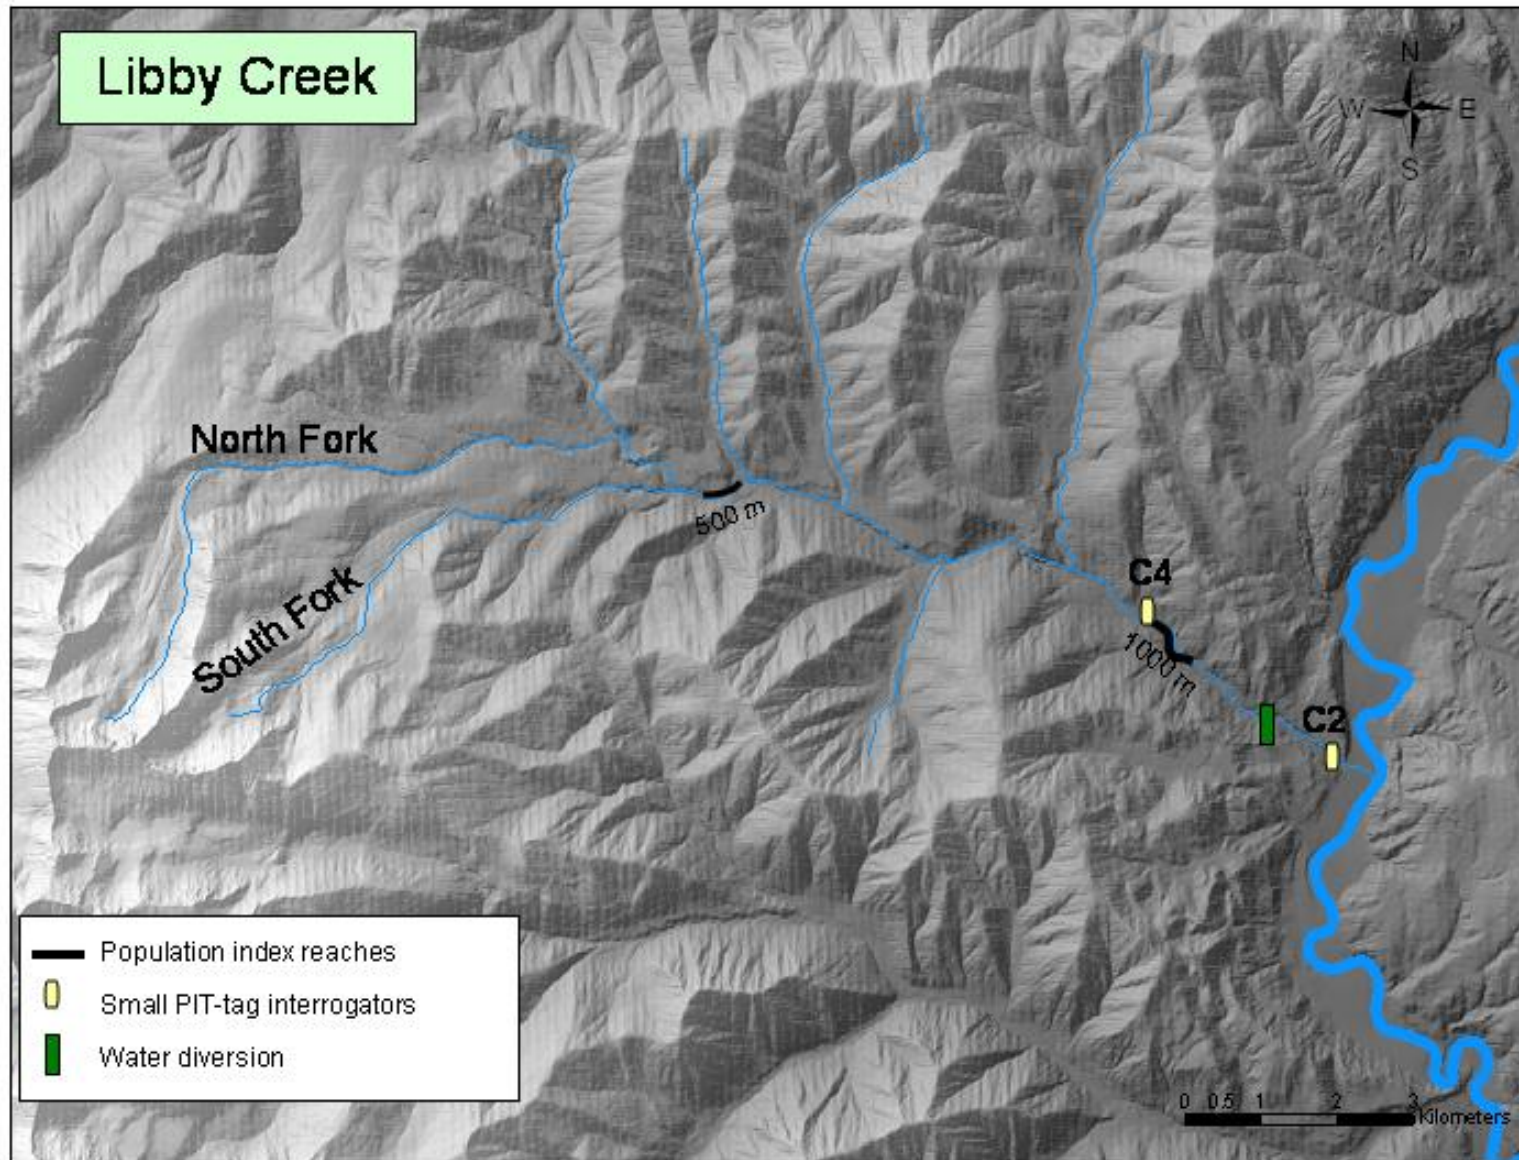 Libby Creek
N
W E
S
North Fork
500 m
South Fork
C4
1000 m
C2
Population index reaches
Small PIT-tag interrogators
Water diversion
0 0.5 1 2 3
Kilometers